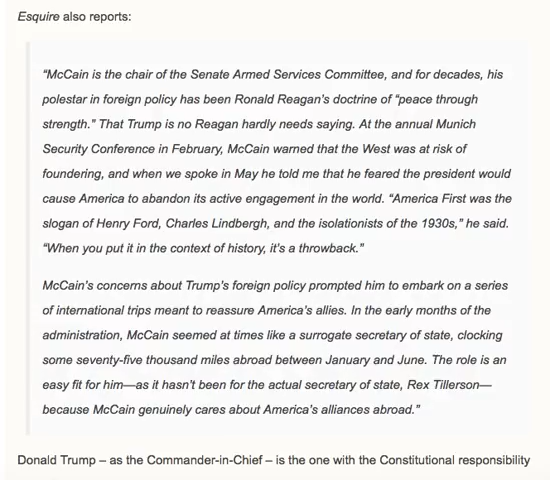 Esquire also reports:
“McCain is the chair of the Senate Armed Services Committee, and for decades, his
polestar in foreign policy has been Ronald Reagan’s doctrine of “peace through
strength.” That Trump is no Reagan hardly needs saying. At the annual Munich
Security Conference in February, McCain warned that the West was at risk of
foundering, and when we spoke in May he told me that he feared the president would
cause America to abandon its active engagement in the world. “America First was the
slogan of Henry Ford, Charles Lindbergh, and the isolationists of the 1930s,” he said.
“When you put it in the context of history, it’s a throwback.”
McCain’s concerns about Trump’s foreign policy prompted him to embark on a series
of international trips meant to reassure America’s allies. In the early months of the
administration, McCain seemed at times like a surrogate secretary of state, clocking
some seventy-five thousand miles abroad between January and June. The role is an
easy fit for him—as it hasn’t been for the actual secretary of state, Rex Tillerson—
because McCain genuinely cares about America’s alliances abroad.”
Donald Trump – as the Commander-in-Chief – is the one with the Constitutional responsibility